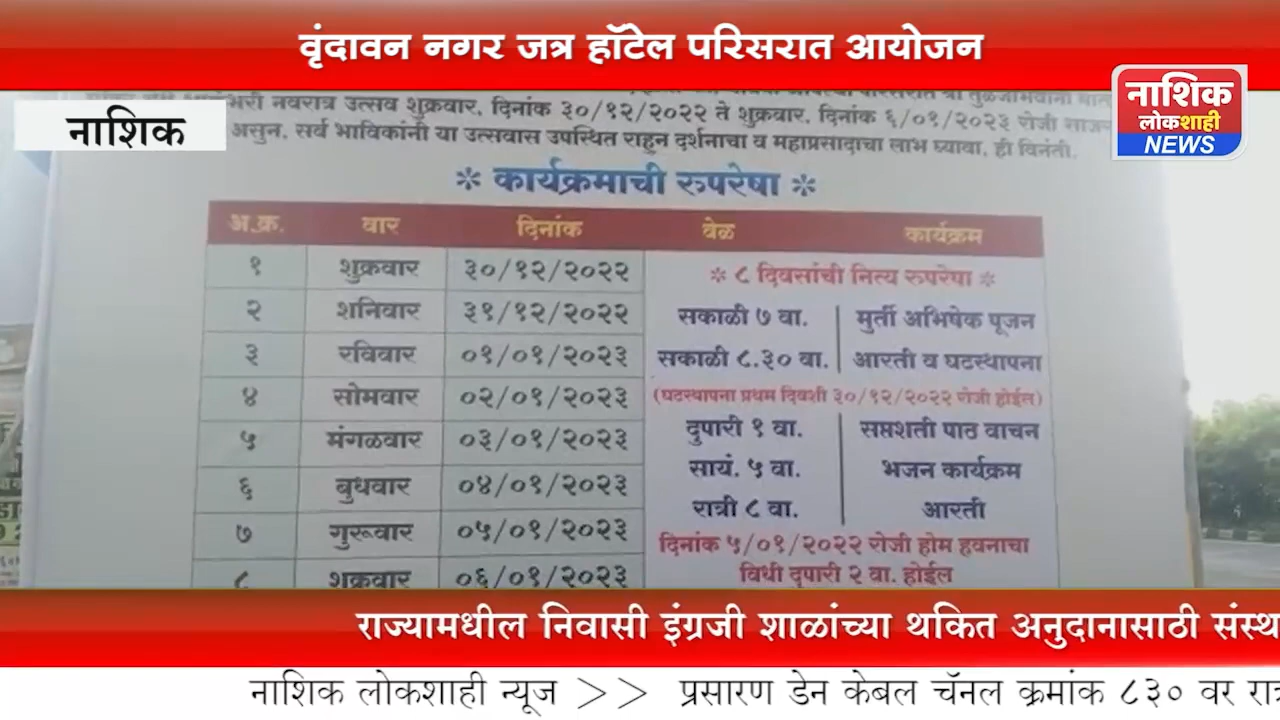 वृंदावन नगर जत्र हॉटेल परिसरात आयोजन
नाशिक
लोकशाही
NEWS
नाशिक
नवरात्र उत्सव शुक्रवार, दिनांक ३०/१२/२०२२ ते शुक्रवार, दिनांक ६/०१/२०२३ रोजी
असुन, सर्व भाविकांनी या उत्सवास उपस्थित राहुन दर्शनाचा व महाप्रसादाचा लाभ घ्यावा, ही विनंती.
कार्यक्रमाची रुपरेषा
अ.क्र. वार दिनांक वेळ कार्यक्रम
१ शुक्रवार ३०/१२/२०२२
२ शनिवार ३१/१२/२०२२
३ रविवार ०१/०१/२०२३
४ सोमवार ०२/०१/२०२३
५ मंगळवार ०३/०१/२०२३
६ बुधवार ०४/०१/२०२३
७ गुरूवार ०५/०१/२०२३
८ शुक्रवार ०६/०१/२०२३
८ दिवसांची नित्य रुपरेषा
सकाळी ७ वा. मुर्ती अभिषेक पूजन
सकाळी ८.३० वा. आरती व घटस्थापना
(घटस्थापना प्रथम दिवशी ३०/१२/२०२२ रोजी होईल)
दुपारी १ वा. सप्तशती पाठ वाचन
सायं. ५ वा. भजन कार्यक्रम
रात्री ८ वा. आरती
दिनांक ५/०१/२०२२ रोजी होम हवनाचा
विधी दुपारी २ वा. होईल
राज्यामधील निवासी इंग्रजी शाळांच्या थकित अनुदानासाठी संस्थ
नाशिक लोकशाही न्यूज >> प्रसारण डेन केबल चॅनल क्रमांक ८३० वर रात्र